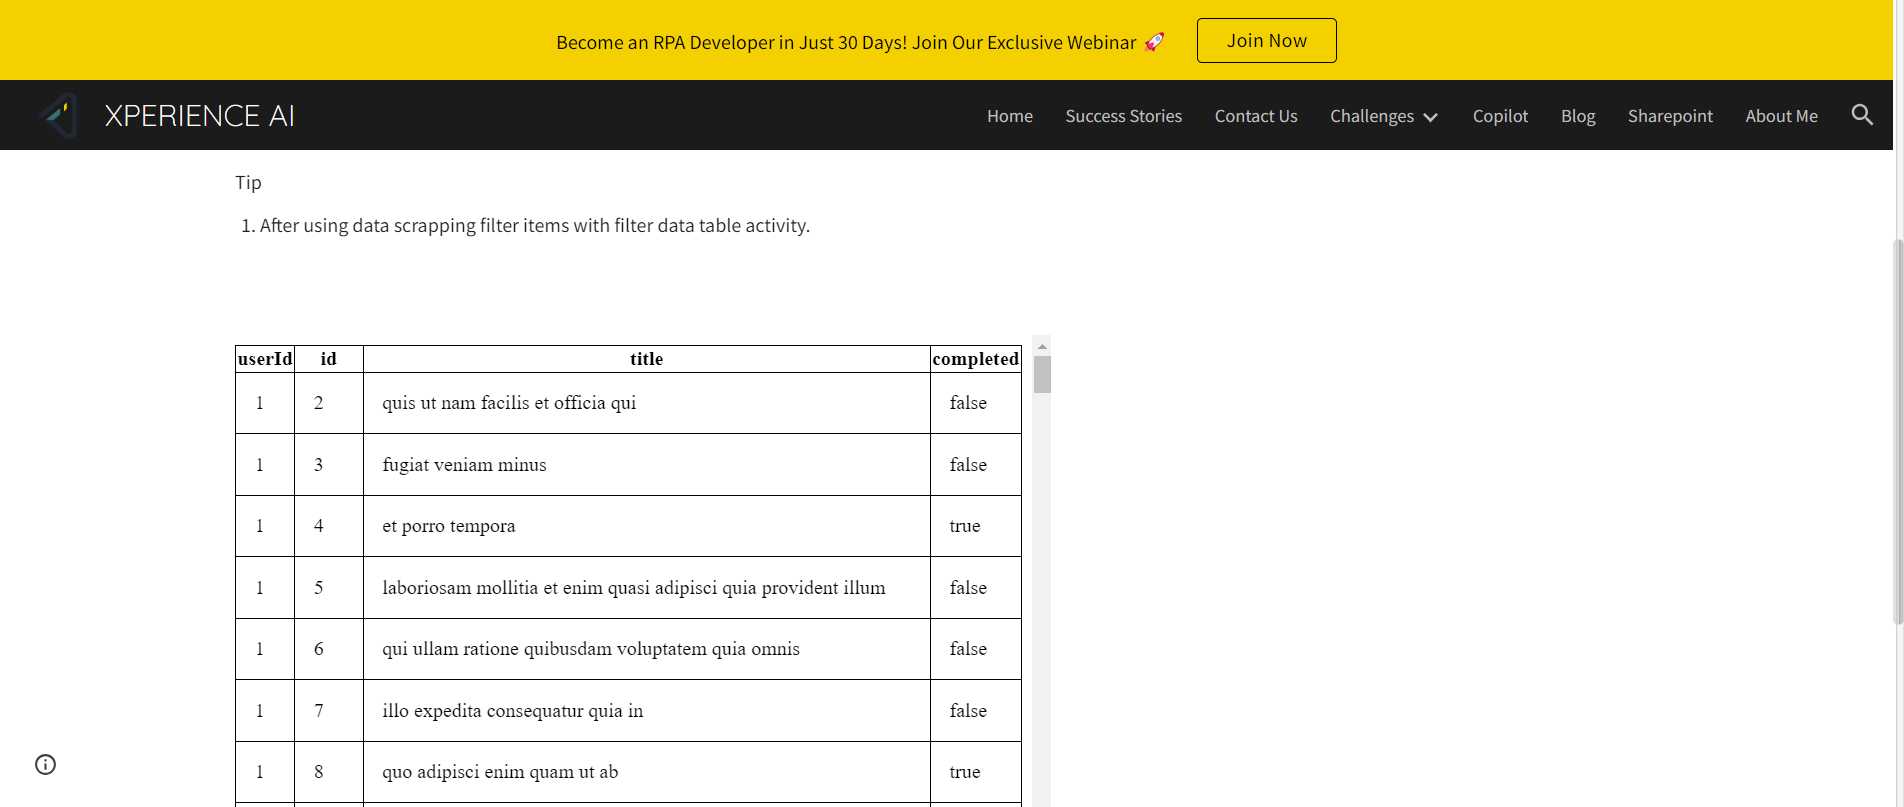 Become an RPA Developer in Just 30 Days! Join Our Exclusive Webinar 🚀 Join Now
XPERIENCE AI Home Success Stories Contact Us Challenges Copilot Blog Sharepoint About Me
Tip
1. After using data scrapping filter items with filter data table activity.
userId id title completed
1 2 quis ut nam facilis et officia qui false
1 3 fugiat veniam minus false
1 4 et porro tempora true
1 5 laboriosam mollitia et enim quasi adipisci quia provident illum false
1 6 qui ullam ratione quibusdam voluptatem quia omnis false
1 7 illo expedita consequatur quia in false
1 8 quo adipisci enim quam ut ab true